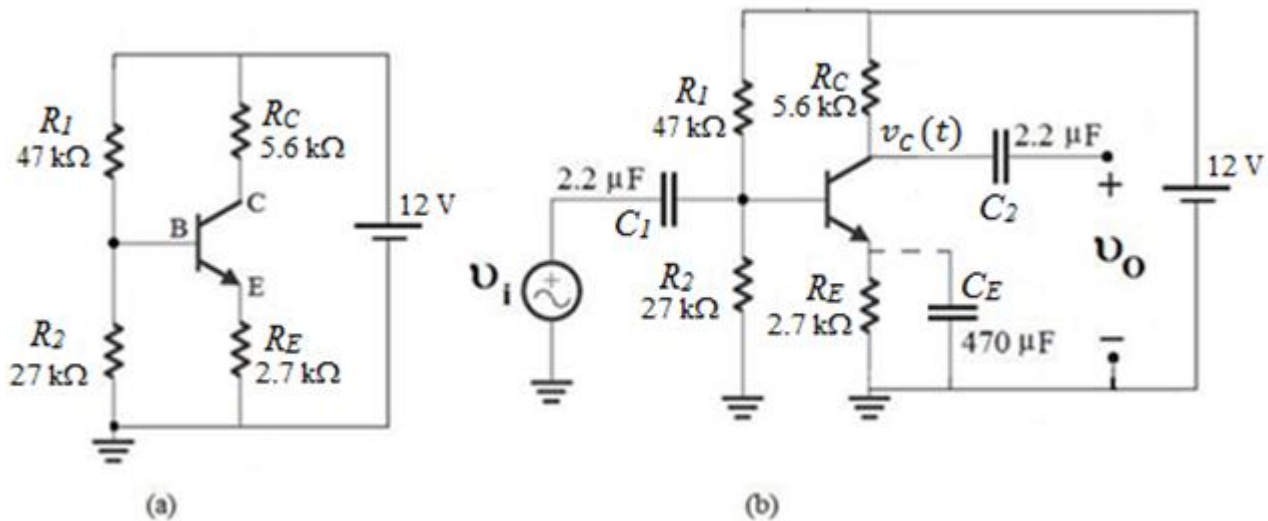 R1
47 kΩ
RC
5.6 kΩ
C
B
E
12 V
R2
27 kΩ
RE
2.7 kΩ
(a)
R1
47 kΩ
RC
5.6 kΩ
vC(t)
2.2 µF
2.2 µF
C1
C2
12 V
+
υi
+
υo
R2
27 kΩ
RE
2.7 kΩ
CE
470 µF
−
(b)